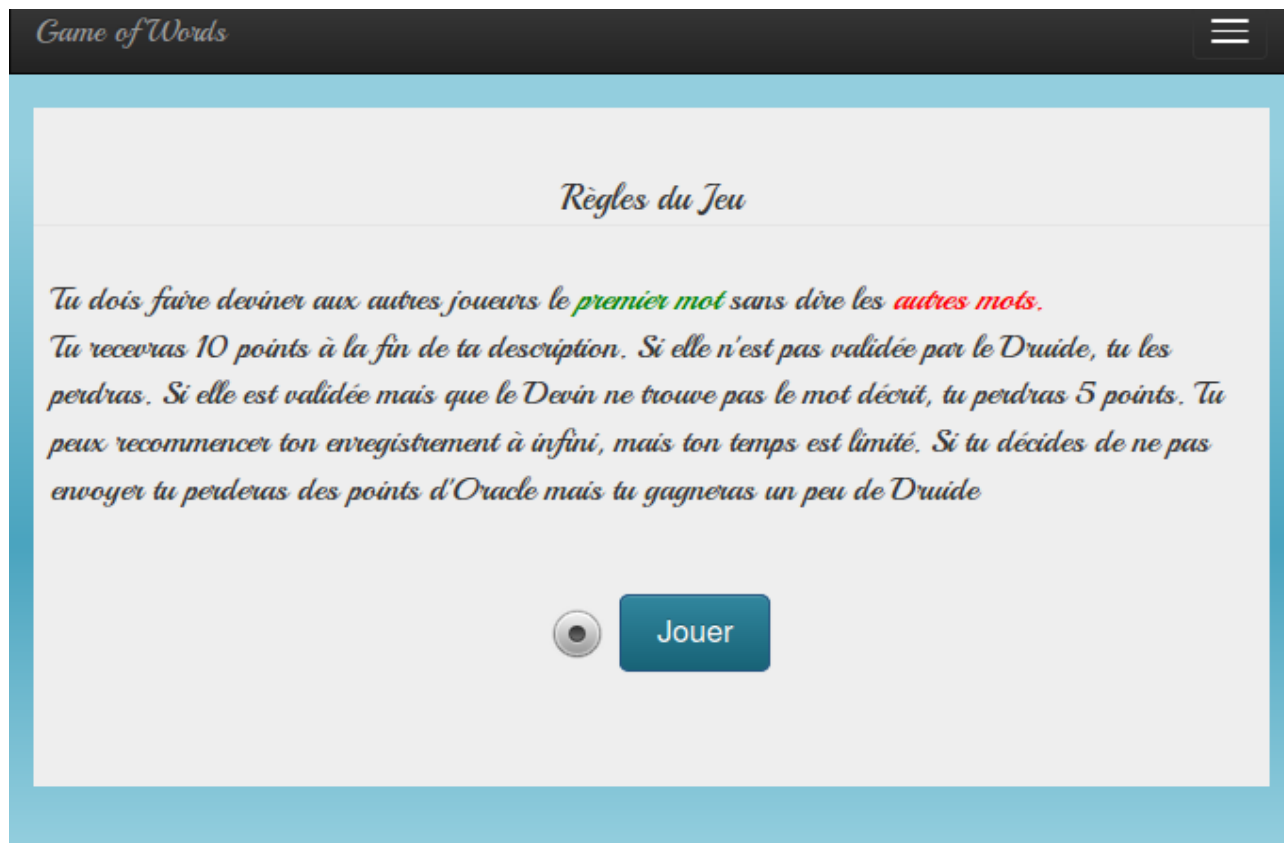 Game of Words
Règles du Jeu
Tu dois faire deviner aux autres joueurs le premier mot sans dire les autres mots.
Tu recevras 10 points à la fin de ta description. Si elle n'est pas validée par le Druide, tu les
perdras. Si elle est validée mais que le Devin ne trouve pas le mot décrit, tu perdras 5 points. Tu
peux recommencer ton enregistrement à infini, mais ton temps est limité. Si tu décides de ne pas
envoyer tu perderas des points d'Oracle mais tu gagneras un peu de Druide
Jouer